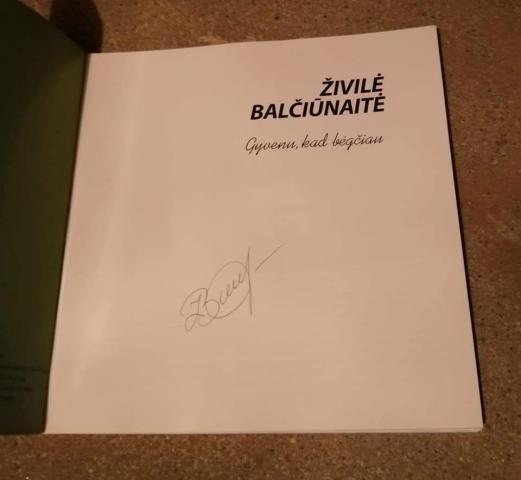 ŽIVILĖ
BALČIŪNAITĖ
Gyvenu, kad bėgčiau